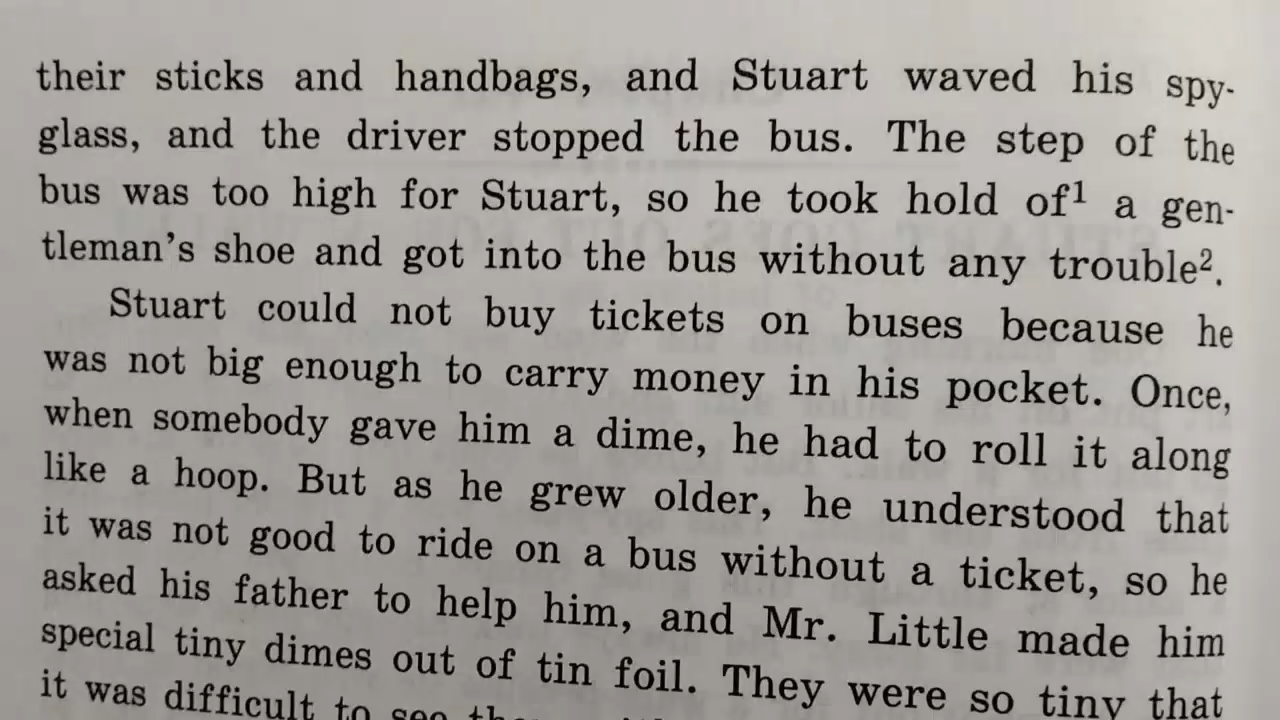 their sticks and handbags, and Stuart waved his spy-
glass, and the driver stopped the bus. The step of the
bus was too high for Stuart, so he took hold of¹ a gen-
tleman’s shoe and got into the bus without any trouble².
Stuart could not buy tickets on buses because he
was not big enough to carry money in his pocket. Once,
when somebody gave him a dime, he had to roll it along
like a hoop. But as he grew older, he understood that
it was not good to ride on a bus without a ticket, so he
asked his father to help him, and Mr. Little made him
special tiny dimes out of tin foil. They were so tiny that
it was difficult to see